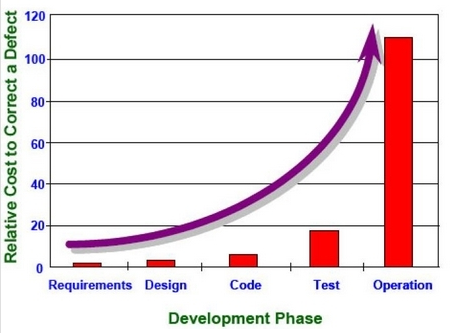 Relative Cost to Correct a Defect
120
100
80
60
40
20
0
Requirements Design Code Test Operation
Development Phase